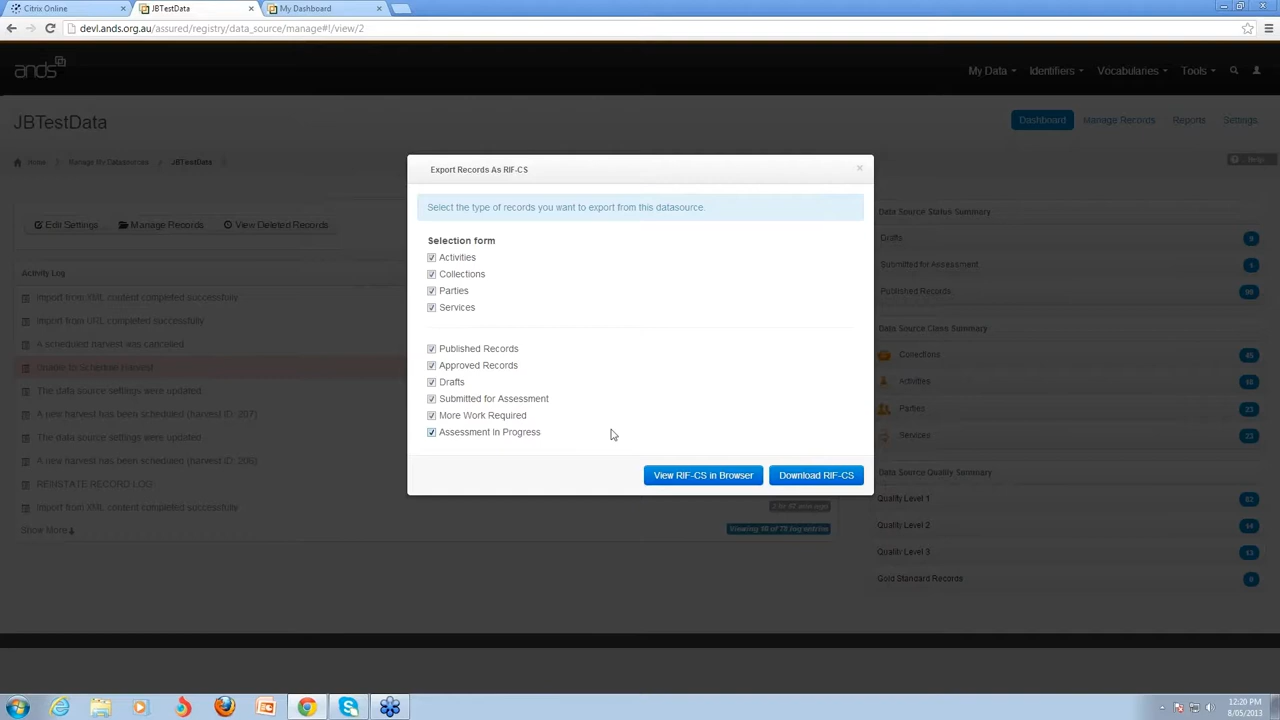 Citrix Online
JBTestData
My Dashboard
devl.ands.org.au/assured/registry/data_source/manage#!/view/2
ands
My Data
Identifiers
Vocabularies
Tools
JBTestData
Dashboard
Manage Records
Reports
Settings
Home
Manage My Datasources
JBTestData
Help
Export Records As RIF-CS
Select the type of records you want to export from this datasource.
Selection form
Activities
Collections
Parties
Services
Published Records
Approved Records
Drafts
Submitted for Assessment
More Work Required
Assessment In Progress
View RIF-CS in Browser
Download RIF-CS
Edit Settings
Manage Records
View Deleted Records
Activity Log
Import from XML content completed successfully
Import from URL completed successfully
A scheduled harvest was cancelled
Unable to Schedule Harvest
The data source settings were updated
A new harvest has been scheduled (harvest ID: 207)
The data source settings were updated
A new harvest has been scheduled (harvest ID: 206)
REINSTATE RECORD LOG
Import from XML content completed successfully
Show More
Data Source Status Summary
Drafts
Submitted for Assessment
Published Records
Data Source Class Summary
Collections
Activities
Parties
Services
Data Source Quality Summary
Quality Level 1
Quality Level 2
Quality Level 3
Gold Standard Records
12:20 PM
8/05/2013